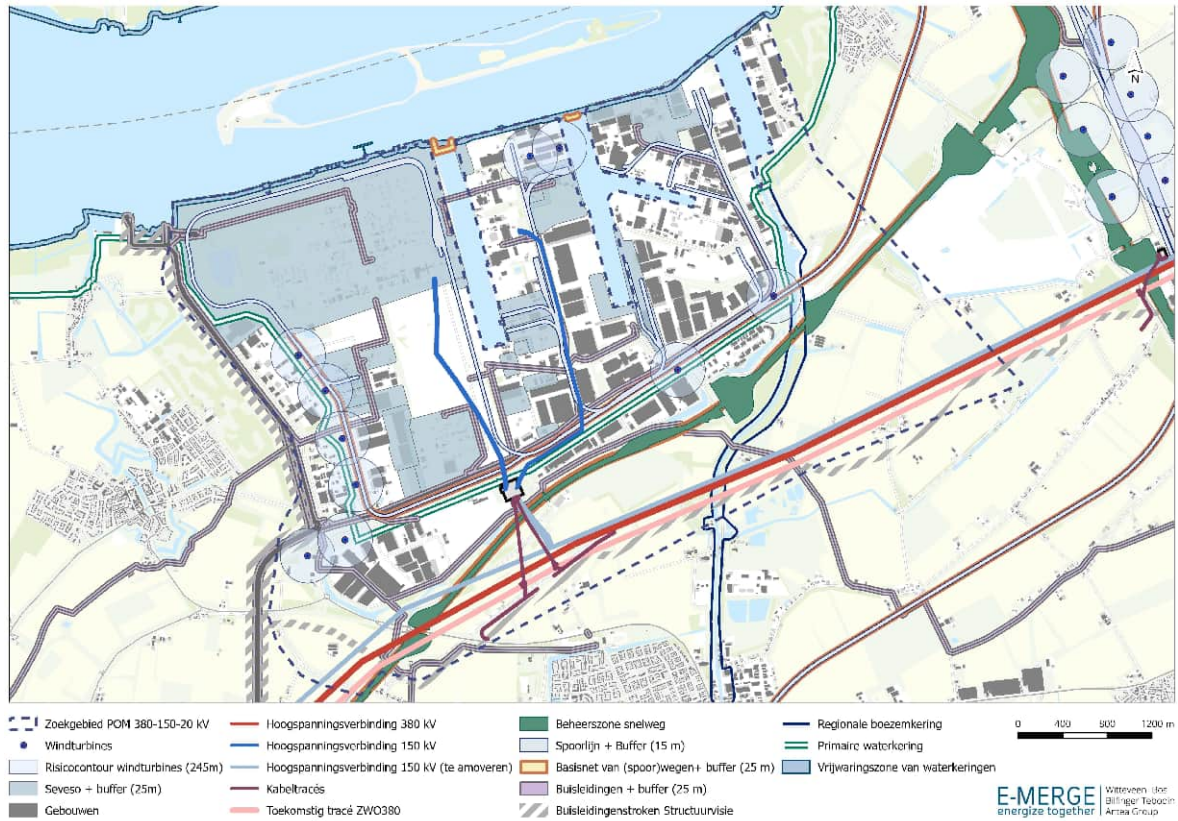 N
Zoekgebied POM 380-150-20 kV
Windturbines
Risicocontour windturbines (245m)
Seveso + buffer (25m)
Gebouwen
Hoogspanningsverbinding 380 kV
Hoogspanningsverbinding 150 kV
Hoogspanningsverbinding 150 kV (te amoveren)
Kabeltracés
Toekomstig tracé ZWO380
Beheerszone snelweg
Spoorlijn + Buffer (15 m)
Basisnet van (spoor)wegen+ buffer (25 m)
Buisleidingen + buffer (25 m)
Buisleidingenstroken Structuurvisie
Regionale boezemkering
Primaire waterkering
Vrijwaringszone van waterkeringen
0 400 800 1200 m
E-MERGE
energize together
Witteveen Bos
Bilfinger Tebodin
Antea Group